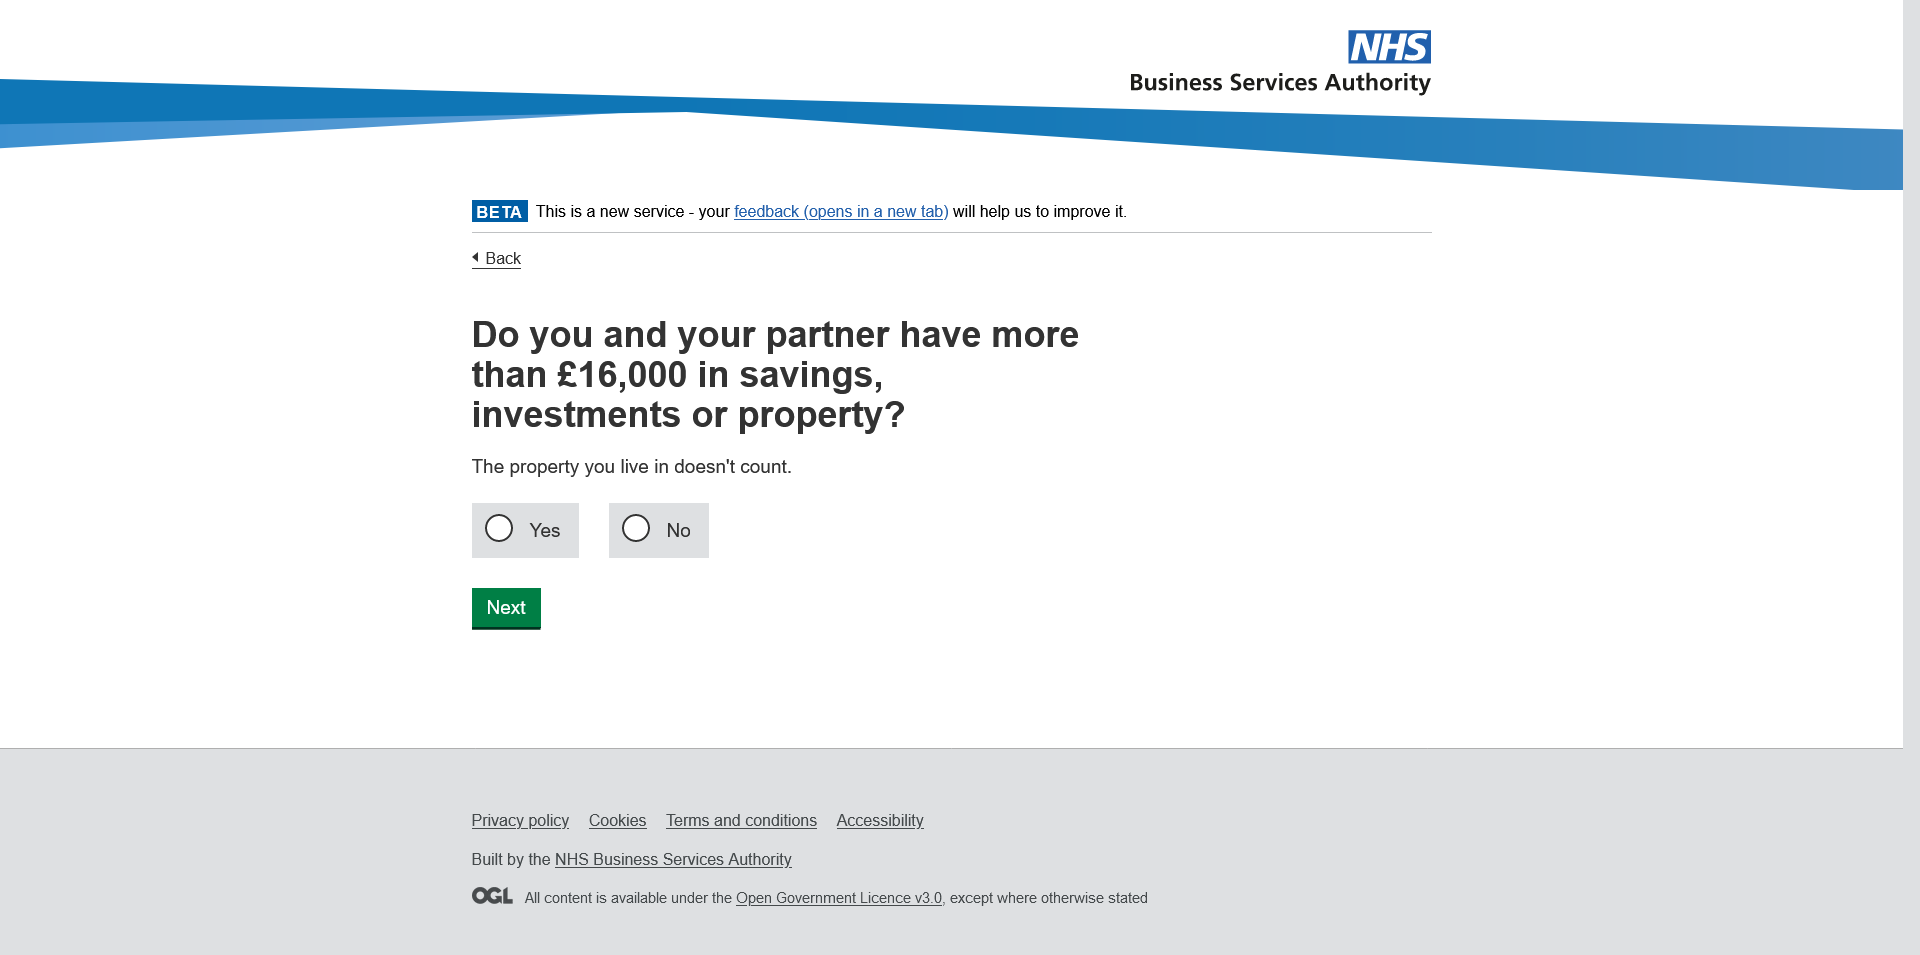 NHS
Business Services Authority
BETA This is a new service - your feedback (opens in a new tab) will help us to improve it.
Back
Do you and your partner have more
than £16,000 in savings,
investments or property?
The property you live in doesn't count.
Yes No
Next
Privacy policy Cookies Terms and conditions Accessibility
Built by the NHS Business Services Authority
OGL All content is available under the Open Government Licence v3.0, except where otherwise stated